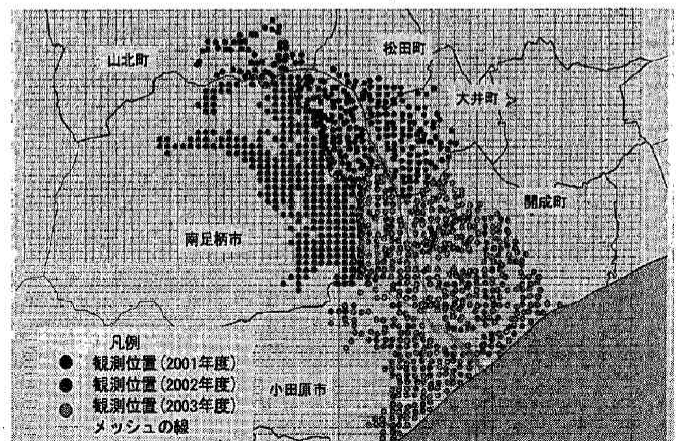 山北町
松田町
大井町
開成町
南足柄市
小田原市
凡例
観測位置(2001年度)
観測位置(2002年度)
観測位置(2003年度)
メッシュの線